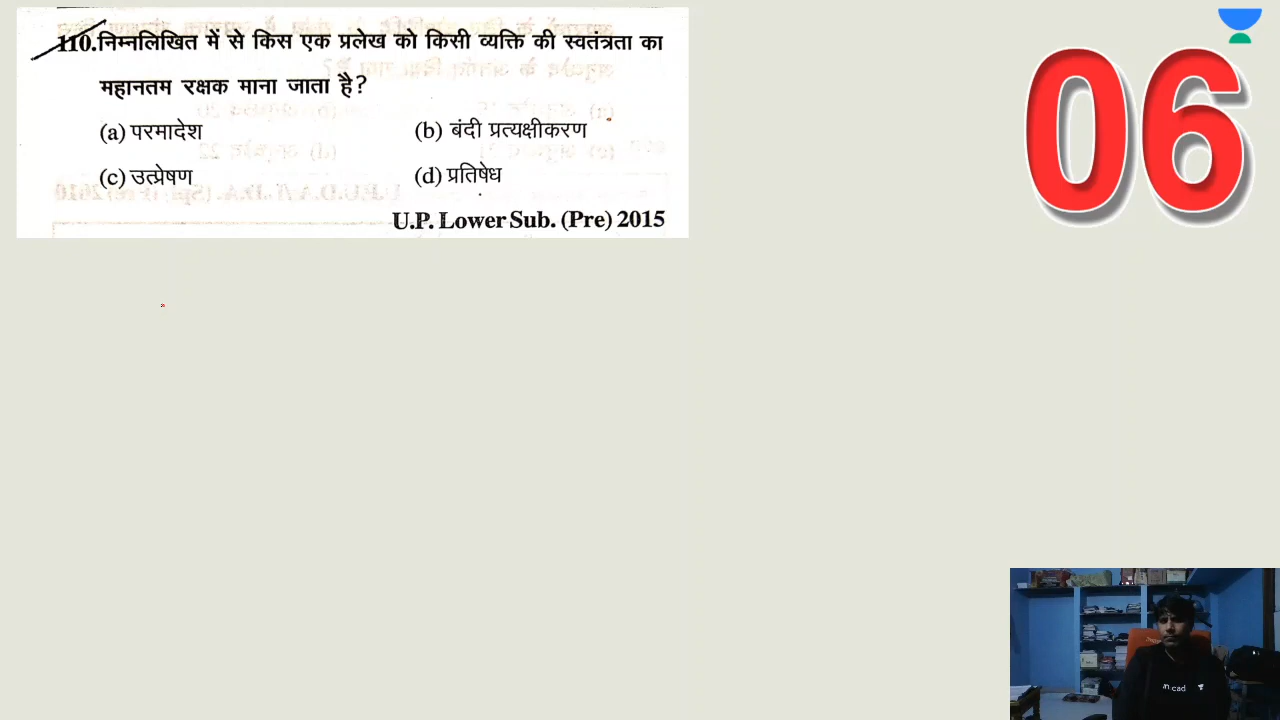 110.निम्नलिखित में से किस एक प्रलेख को किसी व्यक्ति की स्वतंत्रता का
महानतम रक्षक माना जाता है?
(a) परमादेश (b) बंदी प्रत्यक्षीकरण
(c) उत्प्रेषण (d) प्रतिषेध
U.P. Lower Sub. (Pre) 2015
06